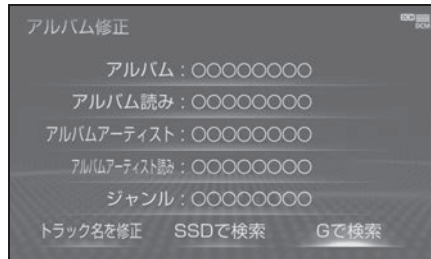 アルバム修正
DCM
アルバム：○○○○○○○○
アルバム読み：○○○○○○○○
アルバムアーティスト：○○○○○○○○
アルバムアーティスト読み：○○○○○○○○
ジャンル：○○○○○○○○
トラック名を修正 SSDで検索 Gで検索